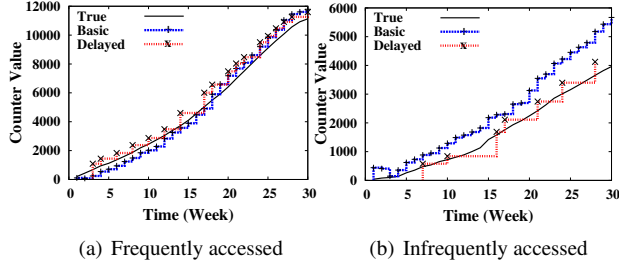 True
Basic
Delayed
Counter Value
12000
10000
8000
6000
4000
2000
0
0 5 10 15 20 25 30
Time (Week)
(a) Frequently accessed
True
Basic
Delayed
Counter Value
6000
5000
4000
3000
2000
1000
0
0 5 10 15 20 25 30
Time (Week)
(b) Infrequently accessed